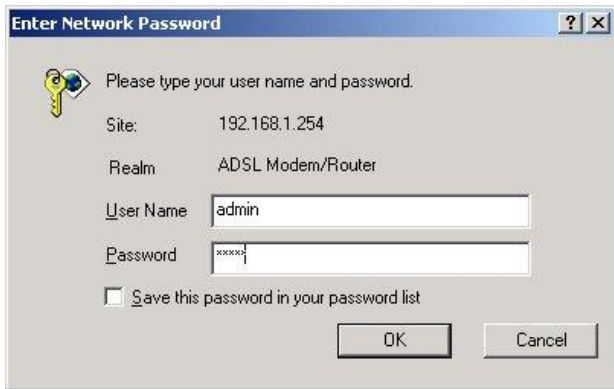 Enter Network Password
Please type your user name and password.
Site: 192.168.1.254
Realm ADSL Modem/Router
User Name admin
Password *****
Save this password in your password list
OK Cancel